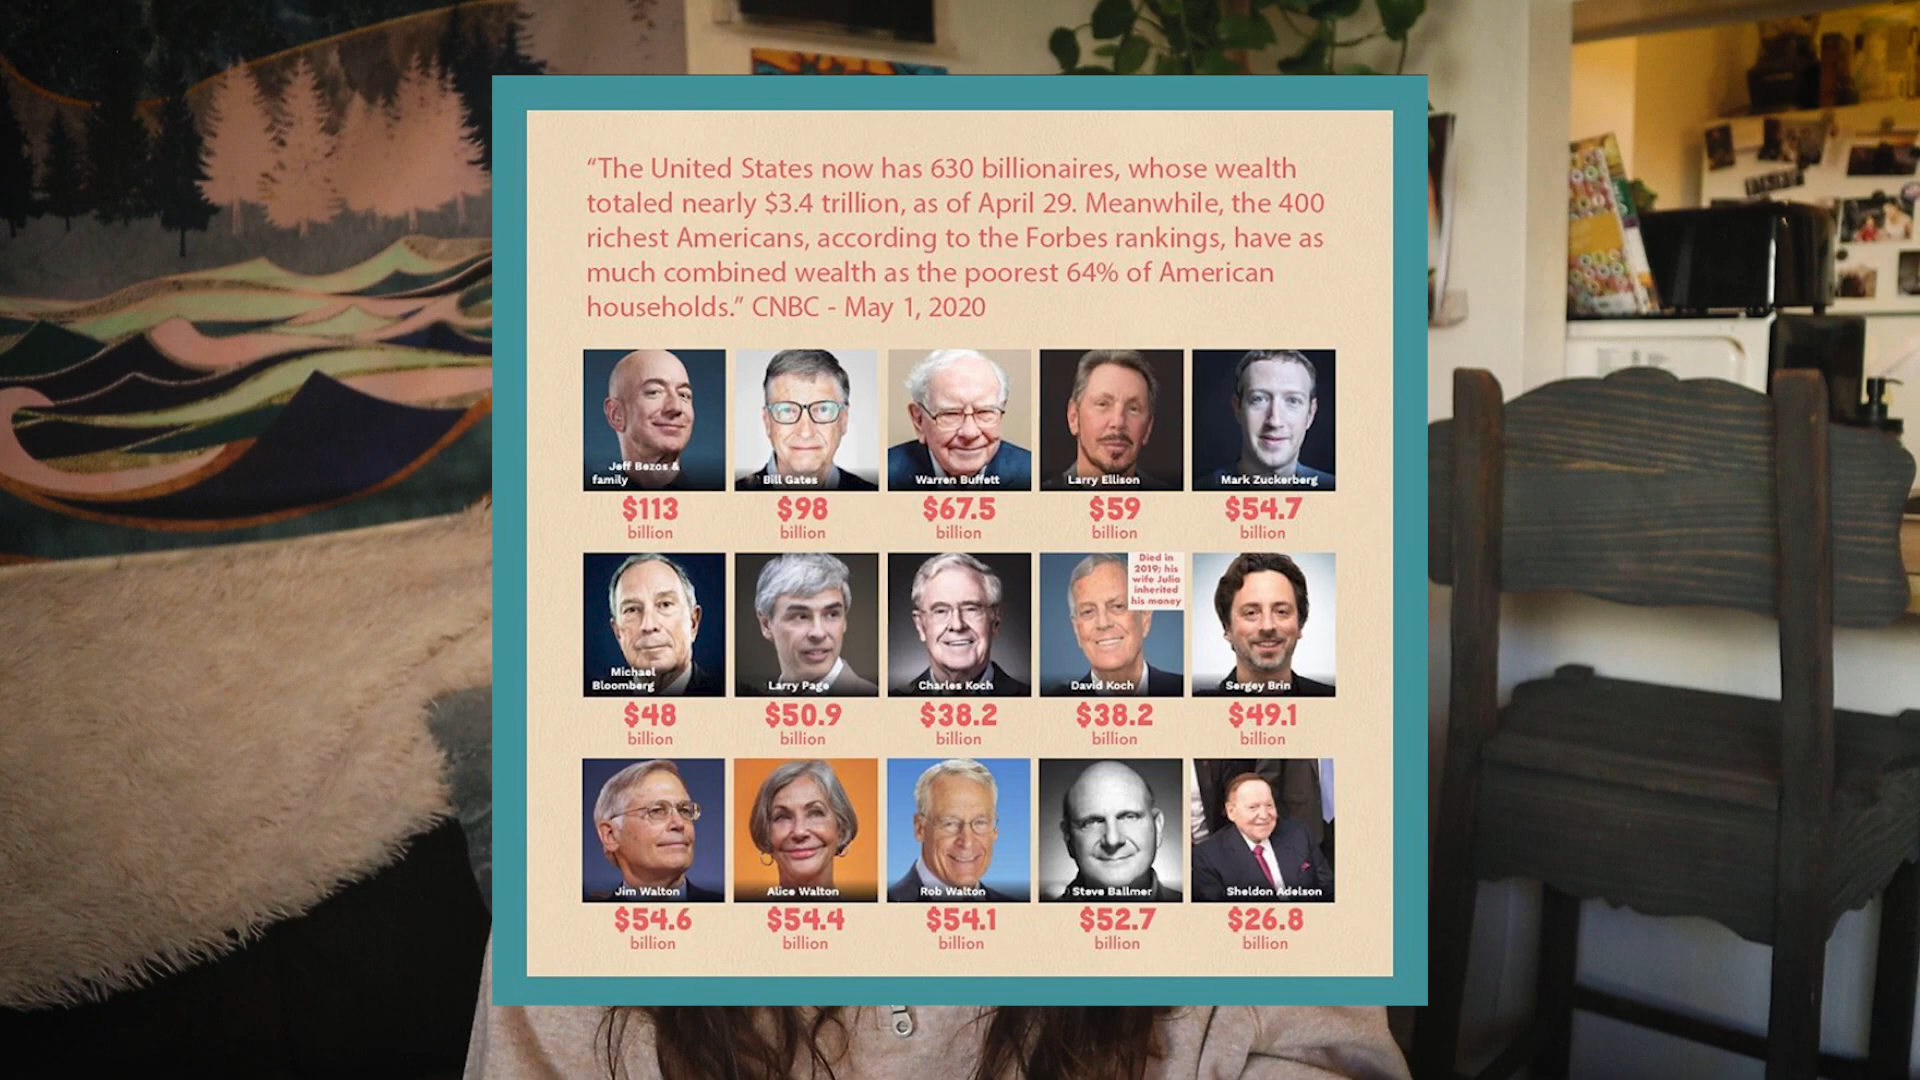 “The United States now has 630 billionaires, whose wealth
totaled nearly $3.4 trillion, as of April 29. Meanwhile, the 400
richest Americans, according to the Forbes rankings, have as
much combined wealth as the poorest 64% of American
households.” CNBC - May 1, 2020
Jeff Bezos &
family
Bill Gates
Warren Buffett
Larry Ellison
Mark Zuckerberg
$113
billion
$98
billion
$67.5
billion
$59
billion
$54.7
billion
Died in
2019; his
wife Julia
inherited
his money
Michael
Bloomberg
Larry Page
Charles Koch
David Koch
Sergey Brin
$48
billion
$50.9
billion
$38.2
billion
$38.2
billion
$49.1
billion
Jim Walton
Alice Walton
Rob Walton
Steve Ballmer
Sheldon Adelson
$54.6
billion
$54.4
billion
$54.1
billion
$52.7
billion
$26.8
billion